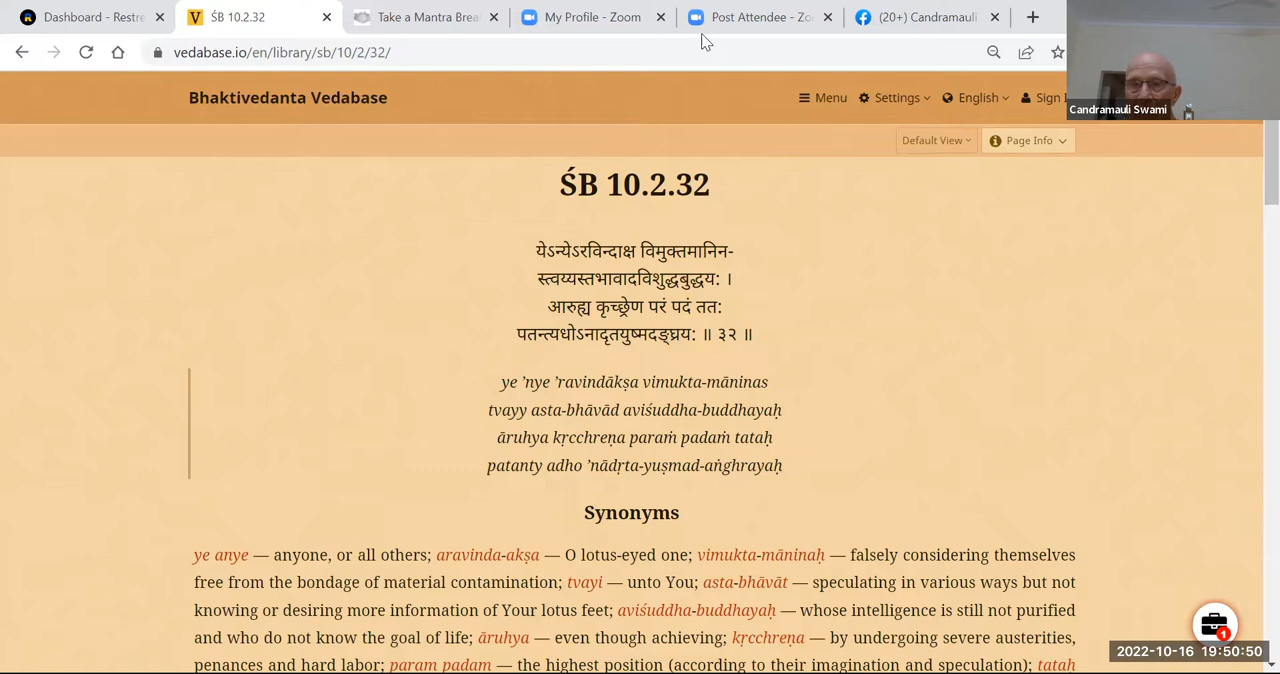 Dashboard - Restre
ŚB 10.2.32
Take a Mantra Brea
My Profile - Zoom
Post Attendee - Zo
(20+) Candramauli
vedabase.io/en/library/sb/10/2/32/
Bhaktivedanta Vedabase
Menu
Settings
English
Sign
Candramauli Swami
Default View
Page Info
ŚB 10.2.32
येऽन्येऽरविन्दाक्ष विमुक्तमानिन-
स्त्वय्यस्तभावादविशुद्धबुद्धय: ।
आरुह्य कृच्छ्रेण परं पदं तत:
पतन्त्यधोऽनादृतयुष्मदङ्‍घ्रय: ॥ ३२ ॥
ye ’nye ’ravindākṣa vimukta-māninas
tvayy asta-bhāvād aviśuddha-buddhayaḥ
āruhya kṛcchreṇa paraṁ padaṁ tataḥ
patanty adho ’nādṛta-yuṣmad-aṅghrayaḥ
Synonyms
ye anye — anyone, or all others; aravinda-akṣa — O lotus-eyed one; vimukta-māninaḥ — falsely considering themselves
free from the bondage of material contamination; tvayi — unto You; asta-bhāvāt — speculating in various ways but not
knowing or desiring more information of Your lotus feet; aviśuddha-buddhayaḥ — whose intelligence is still not purified
and who do not know the goal of life; āruhya — even though achieving; kṛcchreṇa — by undergoing severe austerities,
penances and hard labor; param padam — the highest position (according to their imagination and speculation); tataḥ
1
2022-10-16 19:50:50